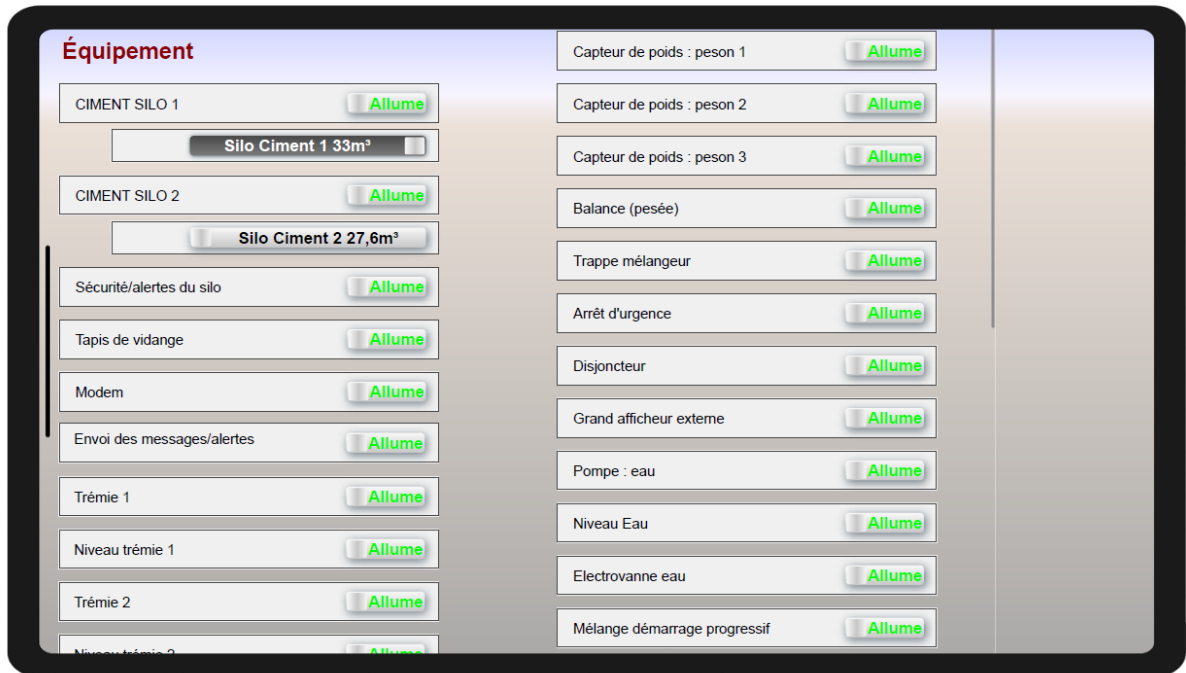 Équipement
CIMENT SILO 1 Allume
Silo Ciment 1 33m³
CIMENT SILO 2 Allume
Silo Ciment 2 27,6m³
Sécurité/alertes du silo Allume
Tapis de vidange Allume
Modem Allume
Envoi des messages/alertes Allume
Trémie 1 Allume
Niveau trémie 1 Allume
Trémie 2 Allume
Niveau trémie 2 Allume
Capteur de poids : peson 1 Allume
Capteur de poids : peson 2 Allume
Capteur de poids : peson 3 Allume
Balance (pesée) Allume
Trappe mélangeur Allume
Arrêt d'urgence Allume
Disjoncteur Allume
Grand afficheur externe Allume
Pompe : eau Allume
Niveau Eau Allume
Electrovanne eau Allume
Mélange démarrage progressif Allume